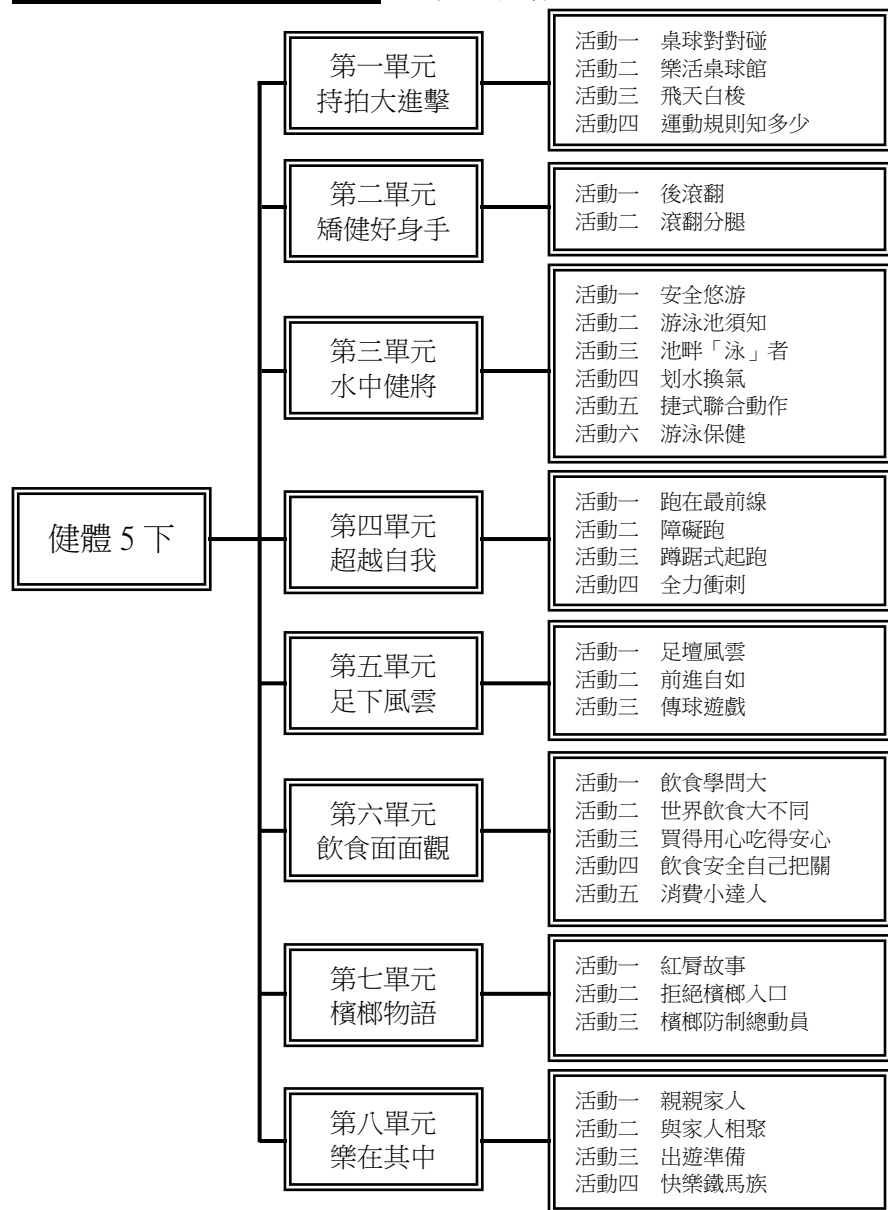 健體 5 下
第一單元
持拍大進擊
活動一 桌球對對碰
活動二 樂活桌球館
活動三 飛天白梭
活動四 運動規則知多少
第二單元
矯健好身手
活動一 後滾翻
活動二 滾翻分腿
第三單元
水中健將
活動一 安全悠游
活動二 游泳池須知
活動三 池畔「泳」者
活動四 划水換氣
活動五 捷式聯合動作
活動六 游泳保健
第四單元
超越自我
活動一 跑在最前線
活動二 障礙跑
活動三 蹲踞式起跑
活動四 全力衝刺
第五單元
足下風雲
活動一 足壇風雲
活動二 前進自如
活動三 傳球遊戲
第六單元
飲食面面觀
活動一 飲食學問大
活動二 世界飲食大不同
活動三 買得用心吃得安心
活動四 飲食安全自己把關
活動五 消費小達人
第七單元
檳榔物語
活動一 紅脣故事
活動二 拒絕檳榔入口
活動三 檳榔防制總動員
第八單元
樂在其中
活動一 親親家人
活動二 與家人相聚
活動三 出遊準備
活動四 快樂鐵馬族